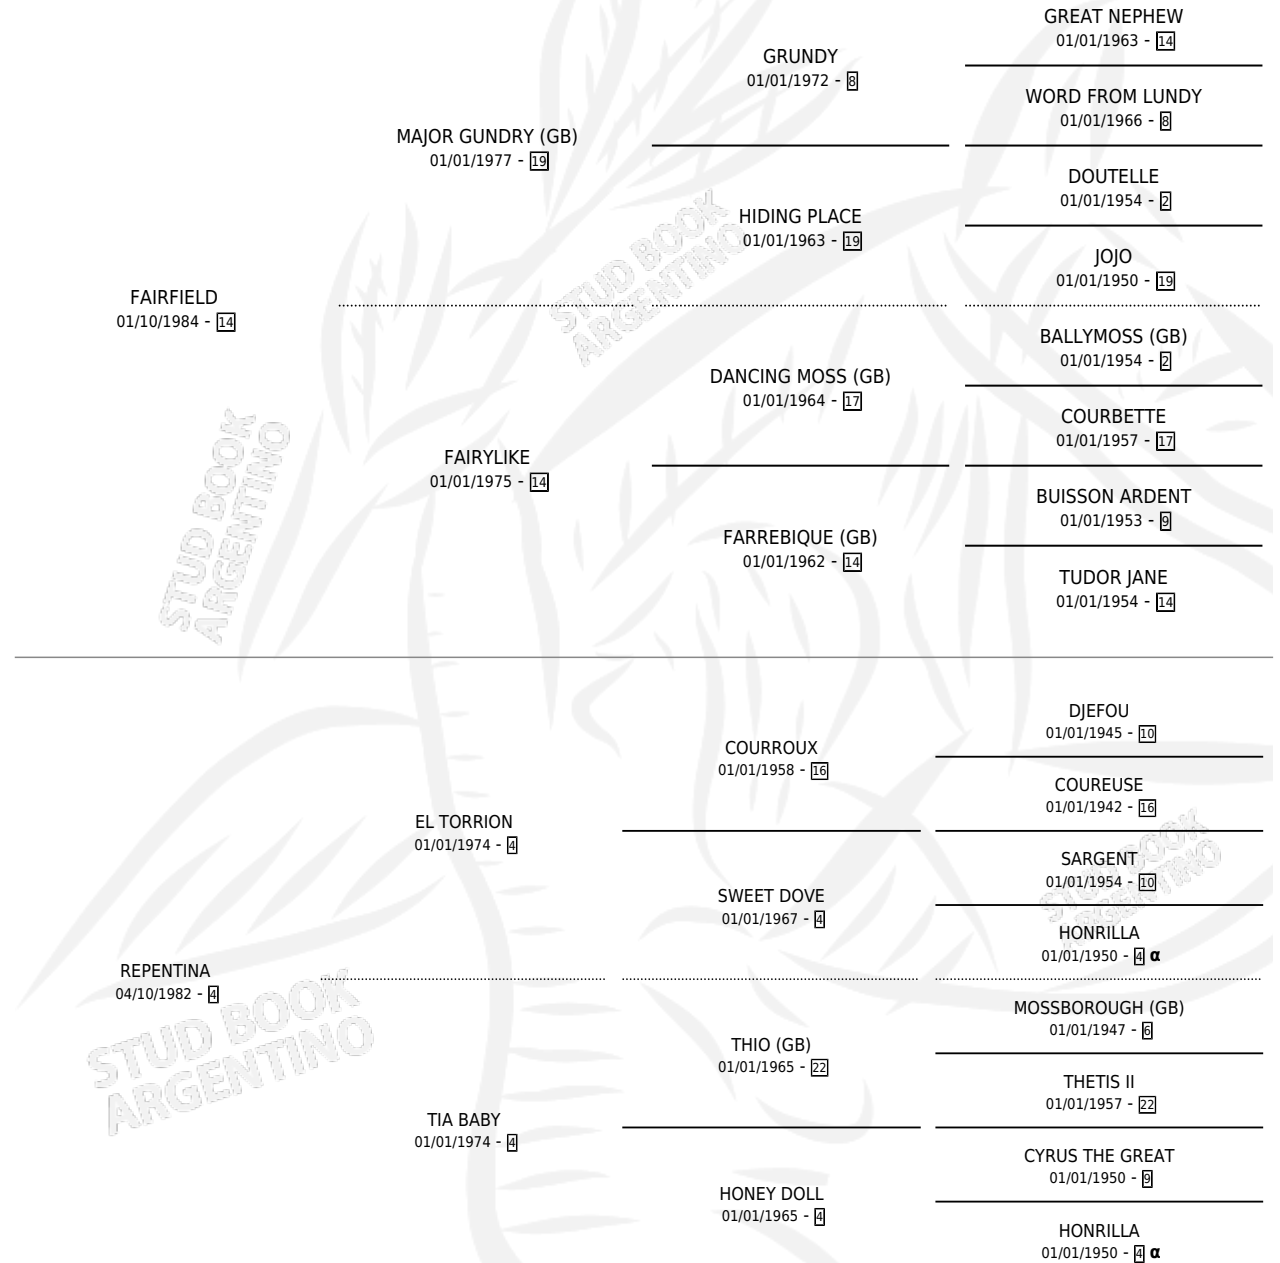 GREAT NEPHEW
01/01/1963 - 14
GRUNDY
01/01/1972 - 8
WORD FROM LUNDY
01/01/1966 - 8
MAJOR GUNDRY (GB)
01/01/1977 - 19
DOUTELLE
01/01/1954 - 2
HIDING PLACE
01/01/1963 - 19
JOJO
01/01/1950 - 19
FAIRFIELD
01/10/1984 - 14
BALLYMOSS (GB)
01/01/1954 - 2
DANCING MOSS (GB)
01/01/1964 - 17
COURBETTE
01/01/1957 - 17
FAIRYLIKE
01/01/1975 - 14
BUISSON ARDENT
01/01/1953 - 9
FARREBIQUE (GB)
01/01/1962 - 14
TUDOR JANE
01/01/1954 - 14
STUD BOOK
ARGENTINO
STUD BOOK
ARGENTINO
DJEFOU
01/01/1945 - 10
COURROUX
01/01/1958 - 16
COUREUSE
01/01/1942 - 16
EL TORRION
01/01/1974 - 4
SARGENT
01/01/1954 - 10
SWEET DOVE
01/01/1967 - 4
HONRILLA
01/01/1950 - 4 α
REPENTINA
04/10/1982 - 4
MOSSBOROUGH (GB)
01/01/1947 - 6
THIO (GB)
01/01/1965 - 22
THETIS II
01/01/1957 - 22
TIA BABY
01/01/1974 - 4
CYRUS THE GREAT
01/01/1950 - 9
HONEY DOLL
01/01/1965 - 4
HONRILLA
01/01/1950 - 4 α
STUD BOOK
ARGENTINO
STUD BOOK
ARGENTINO